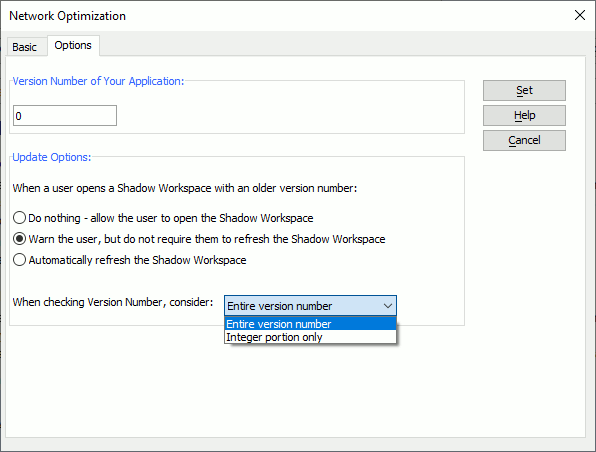 Network Optimization
Basic
Options
Version Number of Your Application:
0
Set
Help
Cancel
Update Options:
When a user opens a Shadow Workspace with an older version number:
Do nothing - allow the user to open the Shadow Workspace
Warn the user, but do not require them to refresh the Shadow Workspace
Automatically refresh the Shadow Workspace
When checking Version Number, consider: Entire version number
Entire version number
Integer portion only